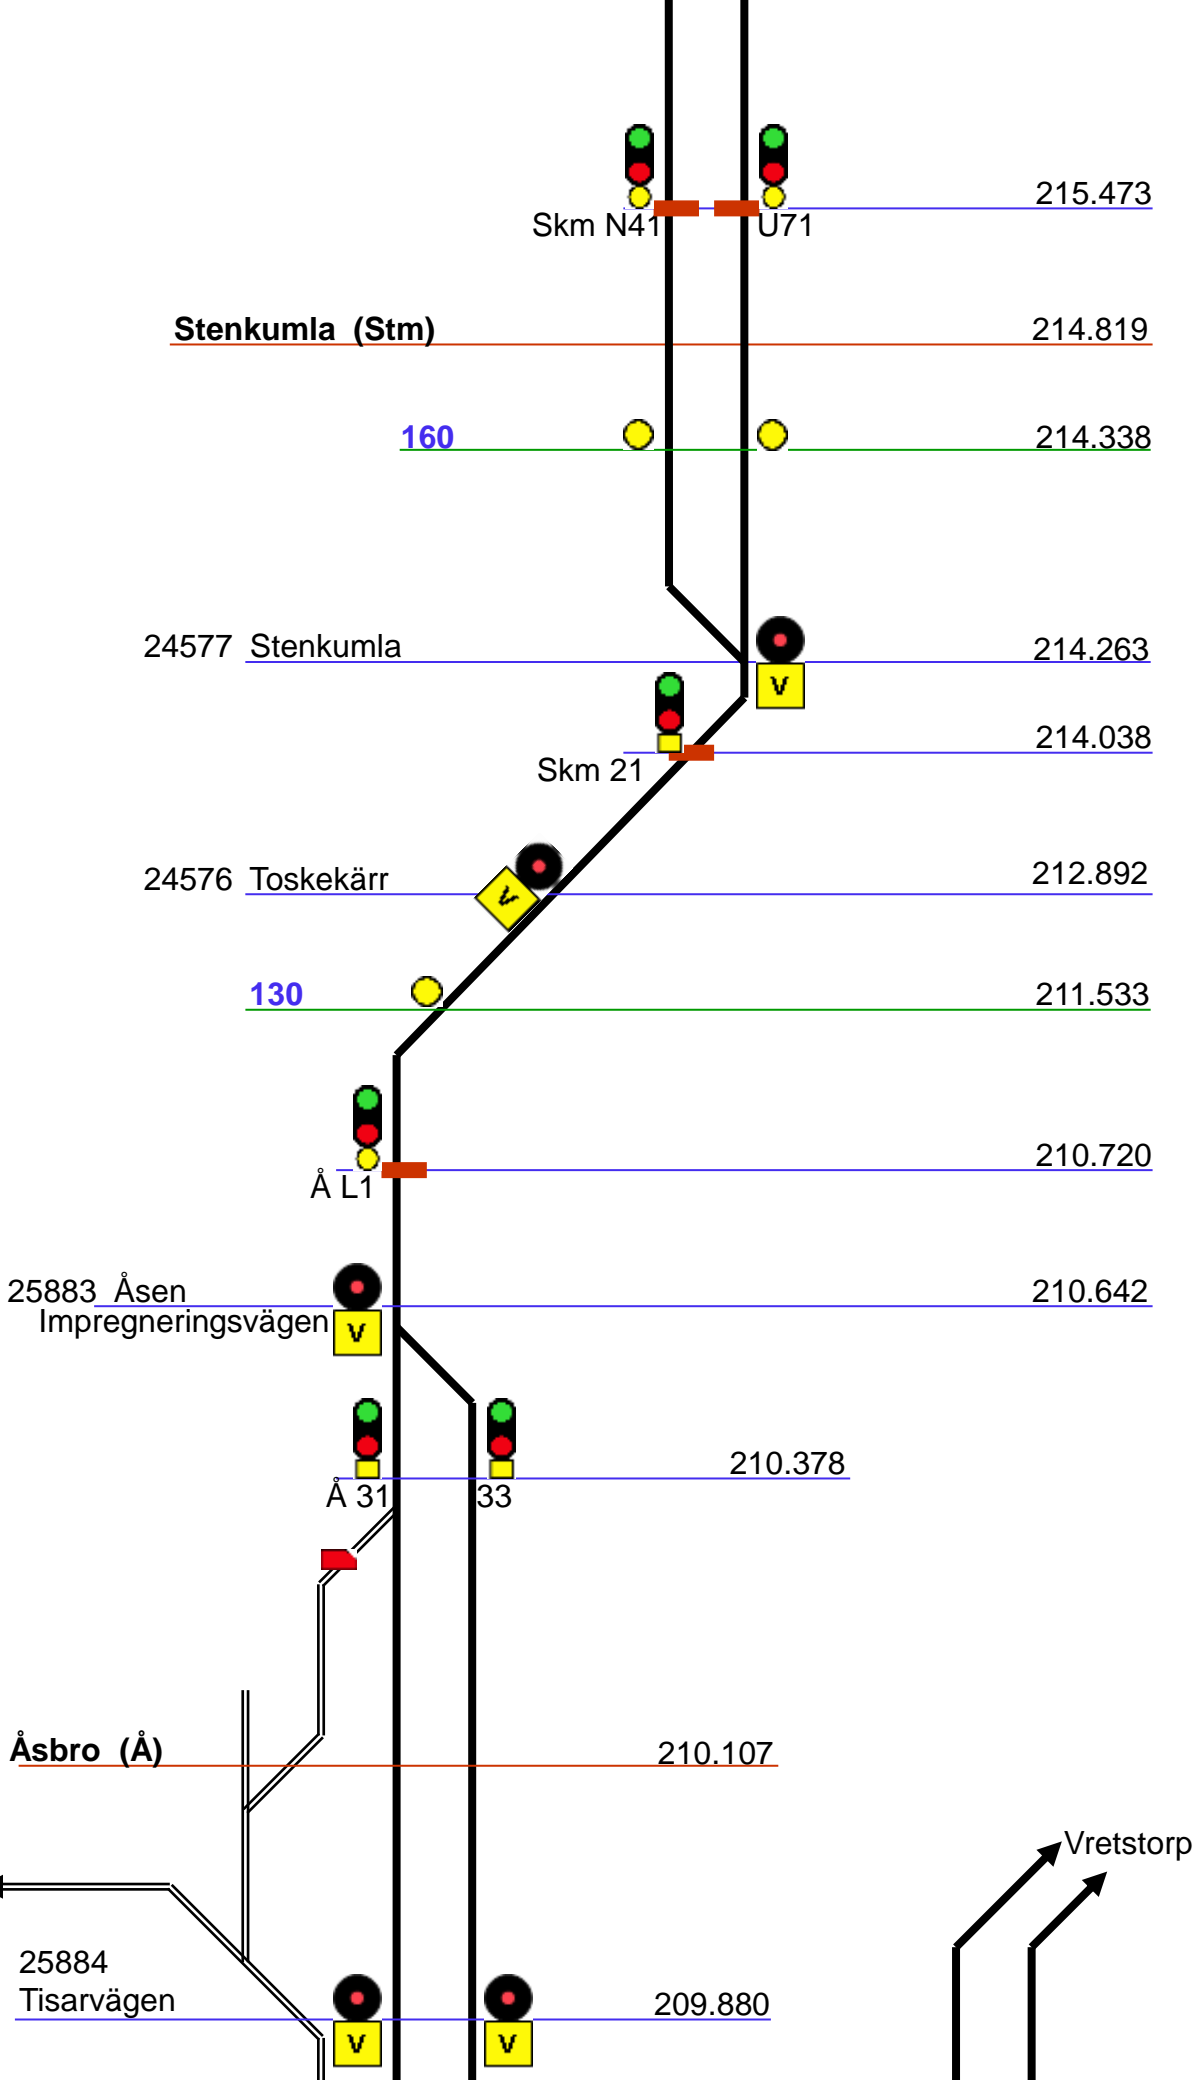 215.473
Skm N41 U71
Stenkumla (Stm) 214.819
160 214.338
24577 Stenkumla 214.263
V
214.038
Skm 21
24576 Toskekärr 212.892
V
130 211.533
210.720
Å L1
25883 Åsen 210.642
Impregneringsvägen V
210.378
Å 31 33
Åsbro (Å) 210.107
Vretstorp
25884
Tisarvägen 209.880
V V